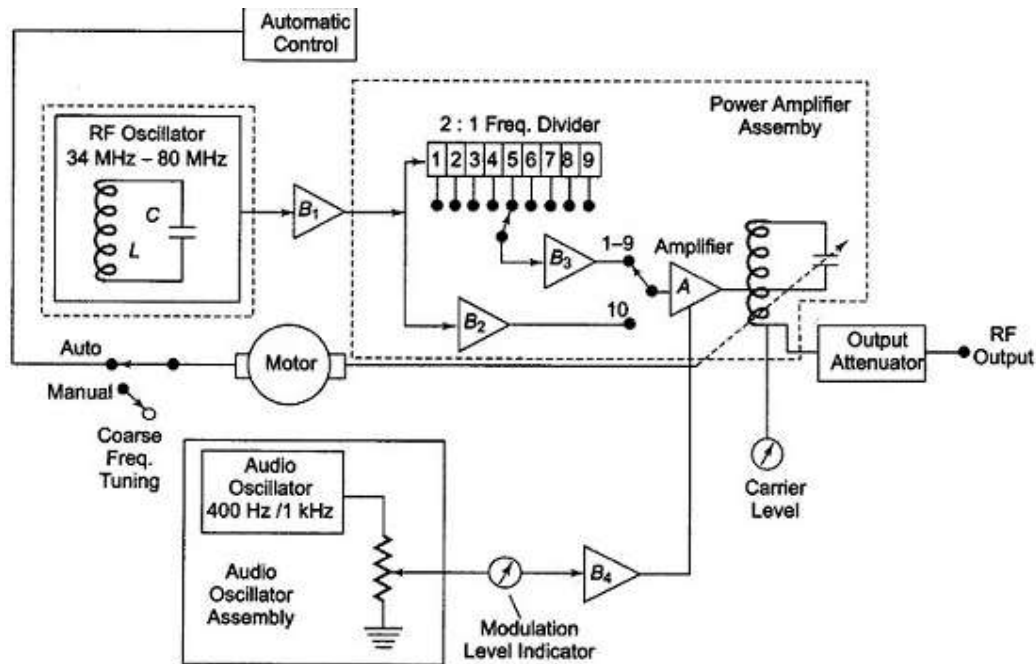 Automatic
Control
Power Amplifier
Assemby
RF Oscillator
34 MHz – 80 MHz
C
L
2 : 1 Freq. Divider
1 2 3 4 5 6 7 8 9
B1
B3
1–9
Amplifier
A
B2
10
Auto
Motor
Output
Attenuator
RF
Output
Manual
Coarse
Freq.
Tuning
Audio
Oscillator
400 Hz /1 kHz
Carrier
Level
Audio
Oscillator
Assembly
B4
Modulation
Level Indicator